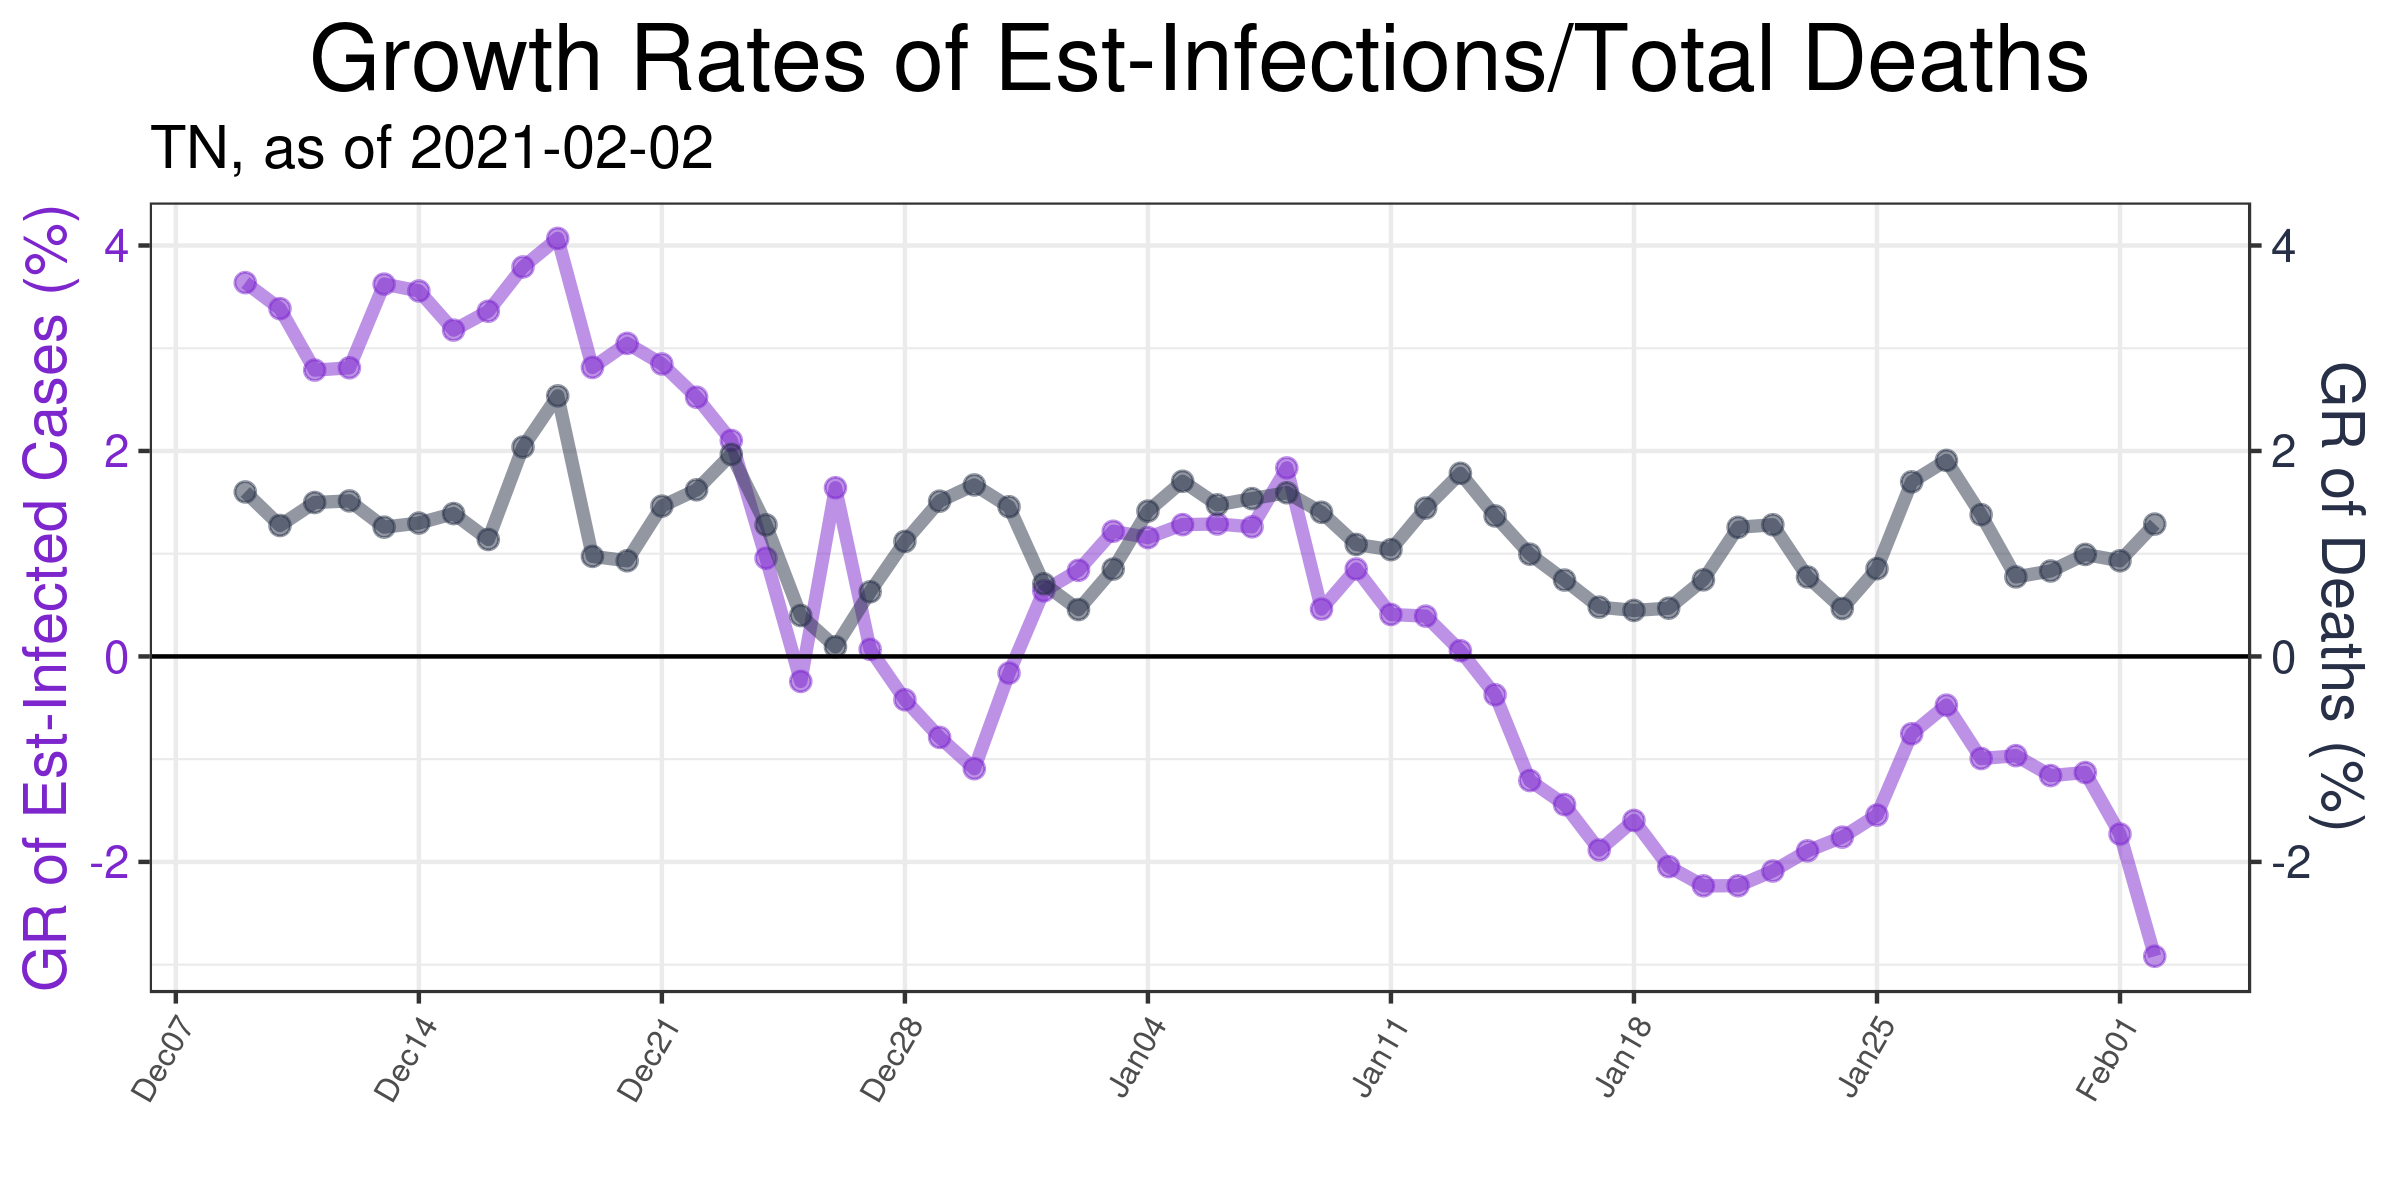 Growth Rates of Est-Infections/Total Deaths
TN, as of 2021-02-02
GR of Est-Infected Cases (%)
4
2
0
-2
4
2
0
-2
GR of Deaths (%)
Dec07
Dec14
Dec21
Dec28
Jan04
Jan11
Jan18
Jan25
Feb01